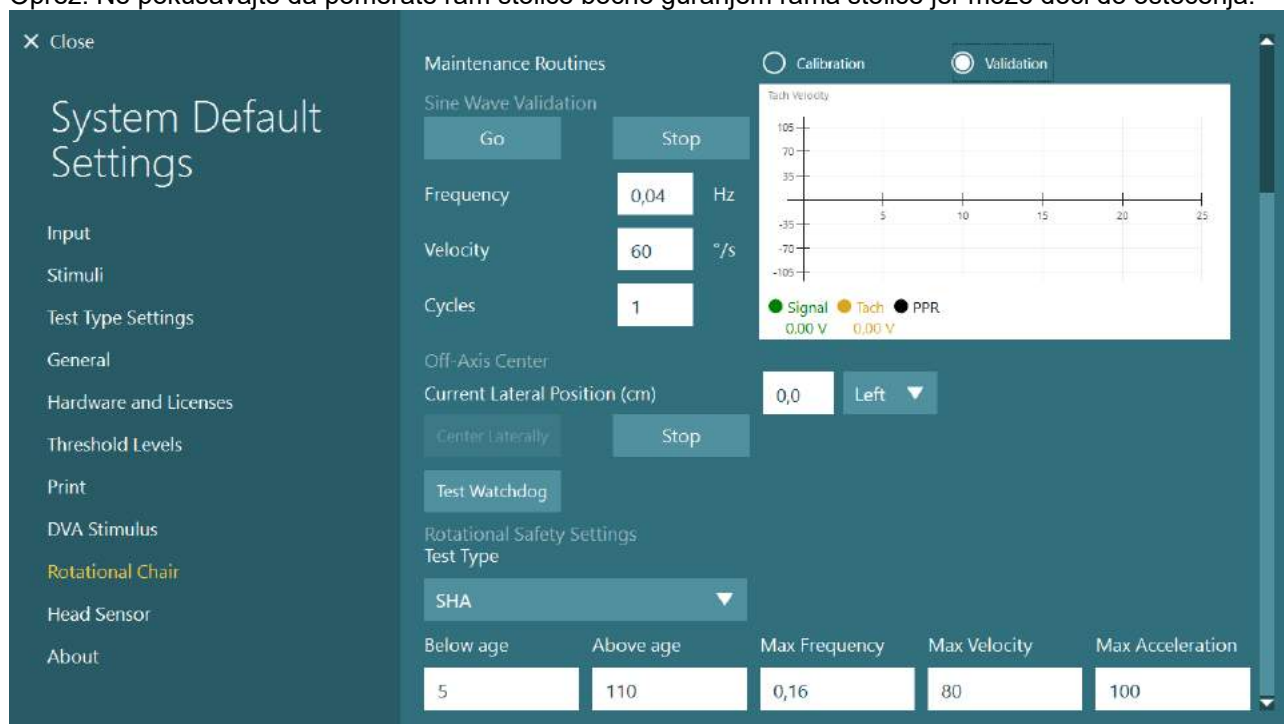 Oprez: Ne pokušavajte da pomerate ram stolice bočno guranjem rama stolice jer može doći do oštećenja.
Close
System Default
Settings
Input
Stimuli
Test Type Settings
General
Hardware and Licenses
Threshold Levels
Print
DVA Stimulus
Rotational Chair
Head Sensor
About
Maintenance Routines
Calibration Validation
Sine Wave Validation
Go Stop
Frequency 0,04 Hz
Velocity 60 °/s
Cycles 1
Tach Velocity
105
70
35
5 10 15 20 25
-35
-70
-105
Signal Tach PPR
0.00 V 0.00 V
Off-Axis Center
Current Lateral Position (cm) 0,0 Left
Center Laterally Stop
Test Watchdog
Rotational Safety Settings
Test Type
SHA
Below age Above age Max Frequency Max Velocity Max Acceleration
5 110 0,16 80 100